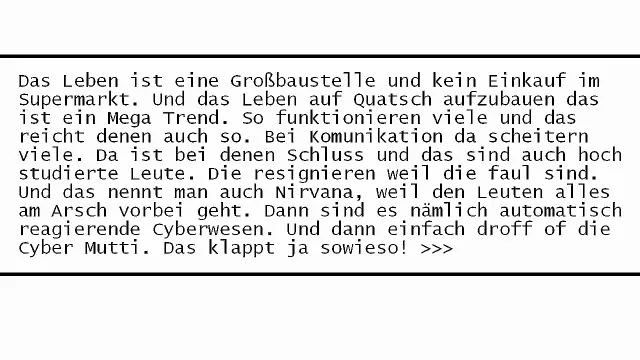 Das Leben ist eine Großbaustelle und kein Einkauf im
Supermarkt. Und das Leben auf Quatsch aufzubauen das
ist ein Mega Trend. So funktionieren viele und das
reicht denen auch so. Bei Komunikation da scheitern
viele. Da ist bei denen Schluss und das sind auch hoch
studierte Leute. Die resignieren weil die faul sind.
Und das nennt man auch Nirvana, weil den Leuten alles
am Arsch vorbei geht. Dann sind es nämlich automatisch
reagierende Cyberwesen. Und dann einfach droff of die
Cyber Mutti. Das klappt ja sowieso! >>>